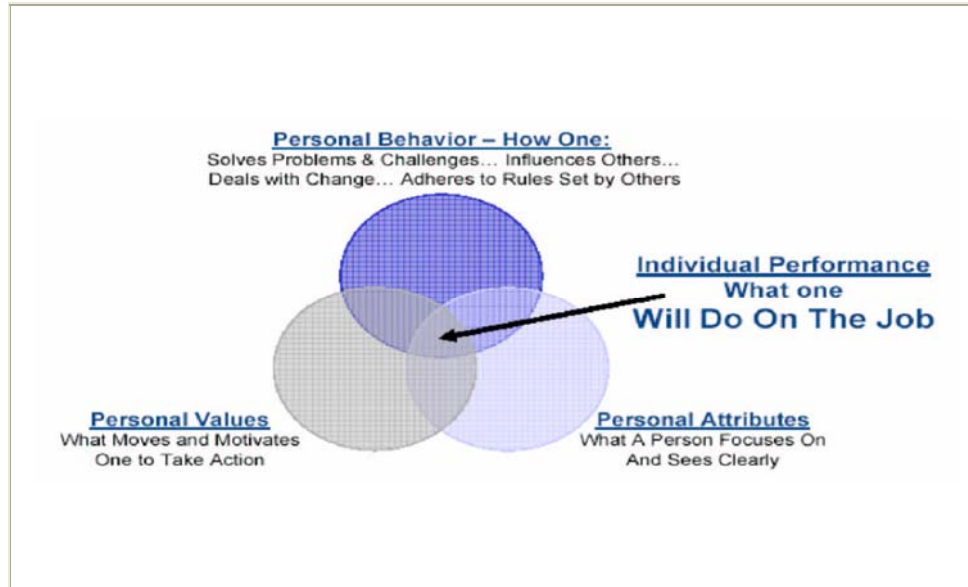 Personal Behavior – How One:
Solves Problems & Challenges... Influences Others...
Deals with Change... Adheres to Rules Set by Others
Individual Performance
What one
Will Do On The Job
Personal Values
What Moves and Motivates
One to Take Action
Personal Attributes
What A Person Focuses On
And Sees Clearly